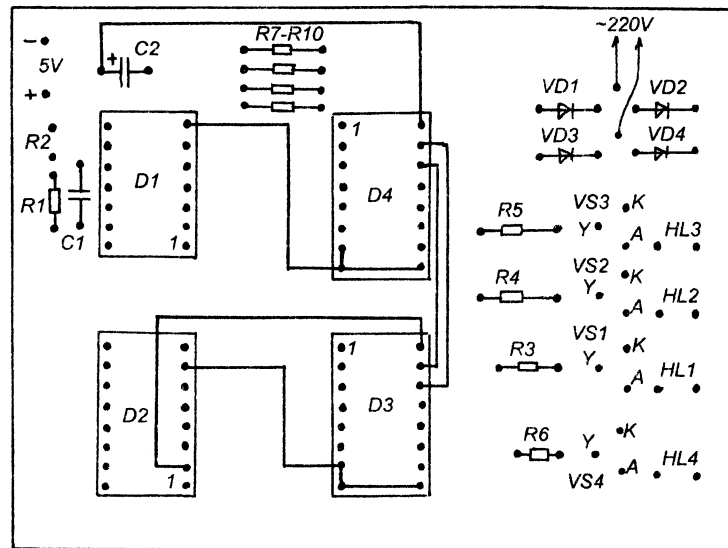 ~220V
R7-R10
− 5V +
C2
VD1 VD2
VD3 VD4
R2
R1 C1
D1 1
1 D4
R5 VS3 Y K A HL3
R4 VS2 Y K A HL2
R3 VS1 Y K A HL1
R6 VS4 Y K A HL4
D2 1
1 D3
+